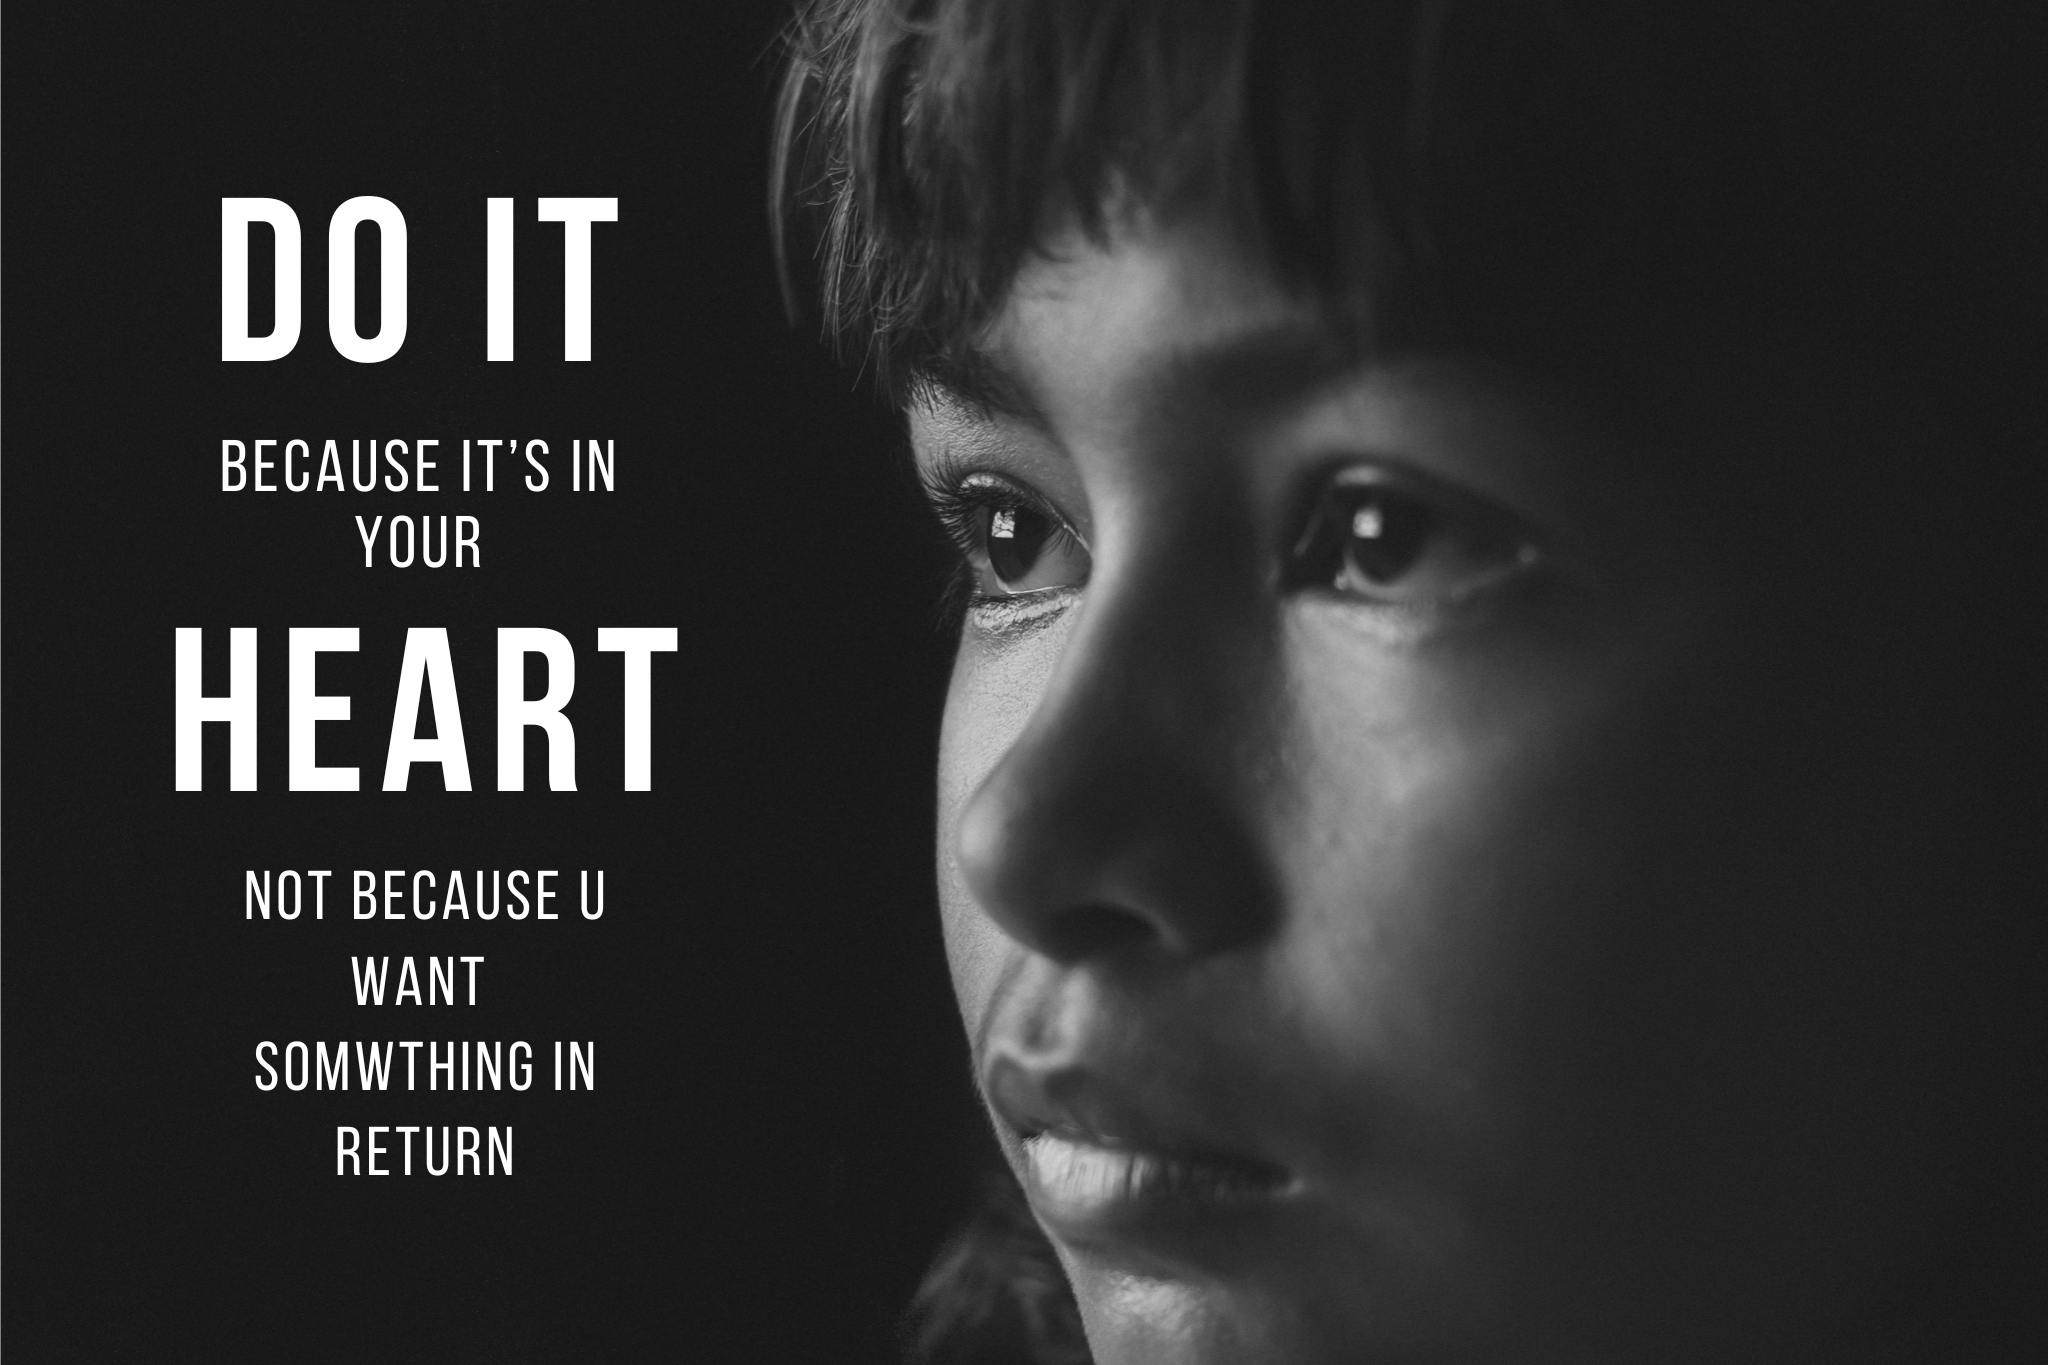 DO IT
BECAUSE IT’S IN
YOUR
HEART
NOT BECAUSE U
WANT
SOMWTHING IN
RETURN